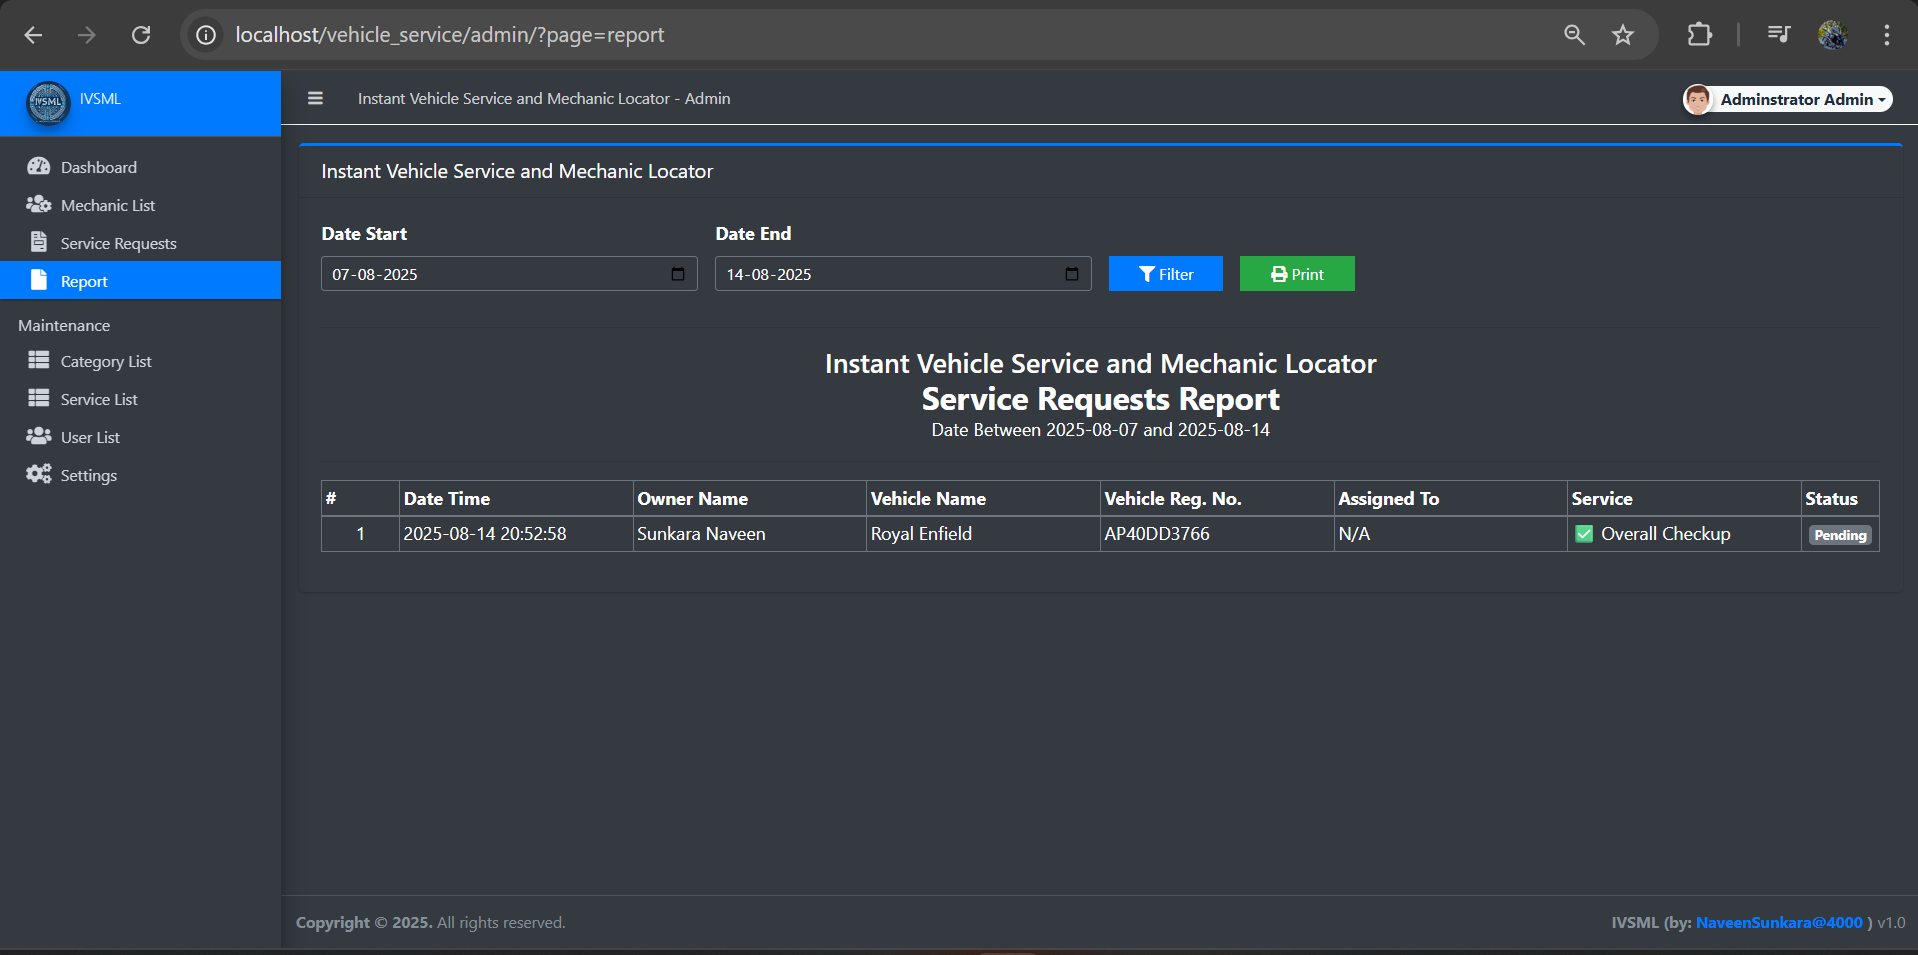 localhost/vehicle_service/admin/?page=report
IVSML
IVSML
Instant Vehicle Service and Mechanic Locator - Admin
Adminstrator Admin
Dashboard
Mechanic List
Service Requests
Report
Maintenance
Category List
Service List
User List
Settings
Instant Vehicle Service and Mechanic Locator
Date Start Date End
07-08-2025 14-08-2025 Filter Print
Instant Vehicle Service and Mechanic Locator
Service Requests Report
Date Between 2025-08-07 and 2025-08-14
# Date Time Owner Name Vehicle Name Vehicle Reg. No. Assigned To Service Status
1 2025-08-14 20:52:58 Sunkara Naveen Royal Enfield AP40DD3766 N/A ✅ Overall Checkup Pending
Copyright © 2025. All rights reserved.
IVSML (by: NaveenSunkara@4000 ) v1.0